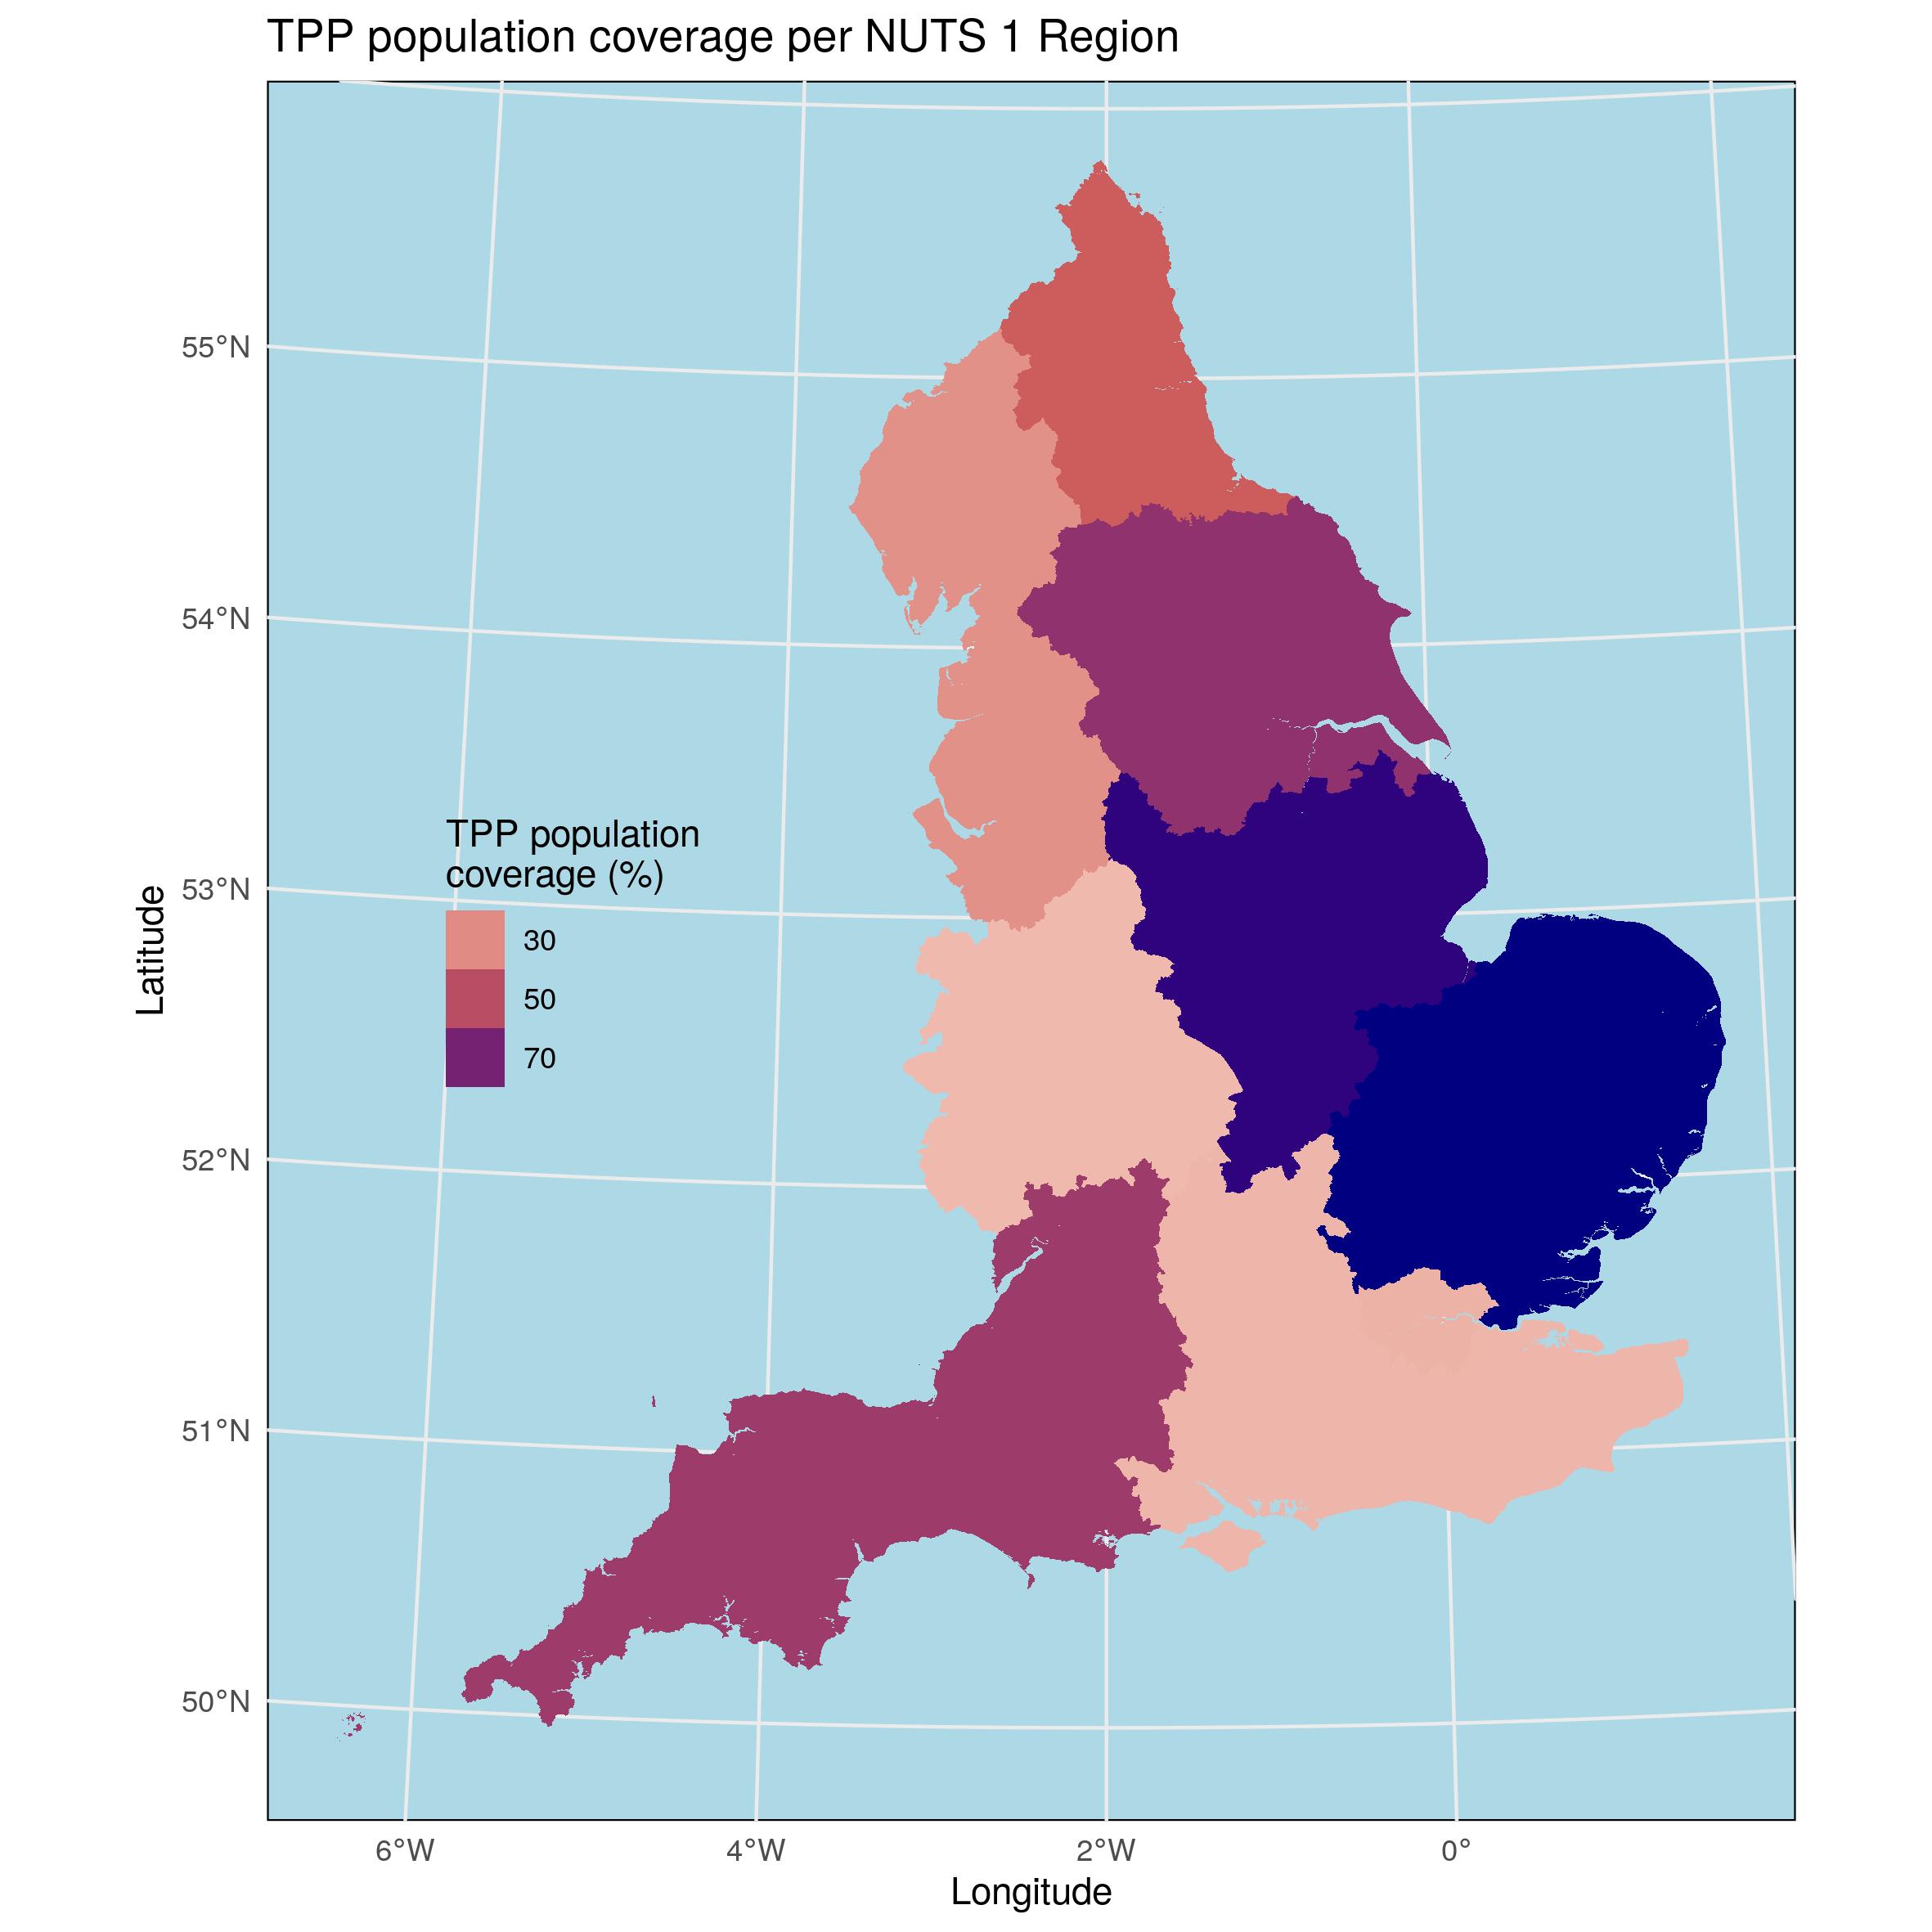 TPP population coverage per NUTS 1 Region
55°N
54°N
53°N
52°N
51°N
50°N
Latitude
TPP population
coverage (%)
30
50
70
6°W
4°W
2°W
0°
Longitude